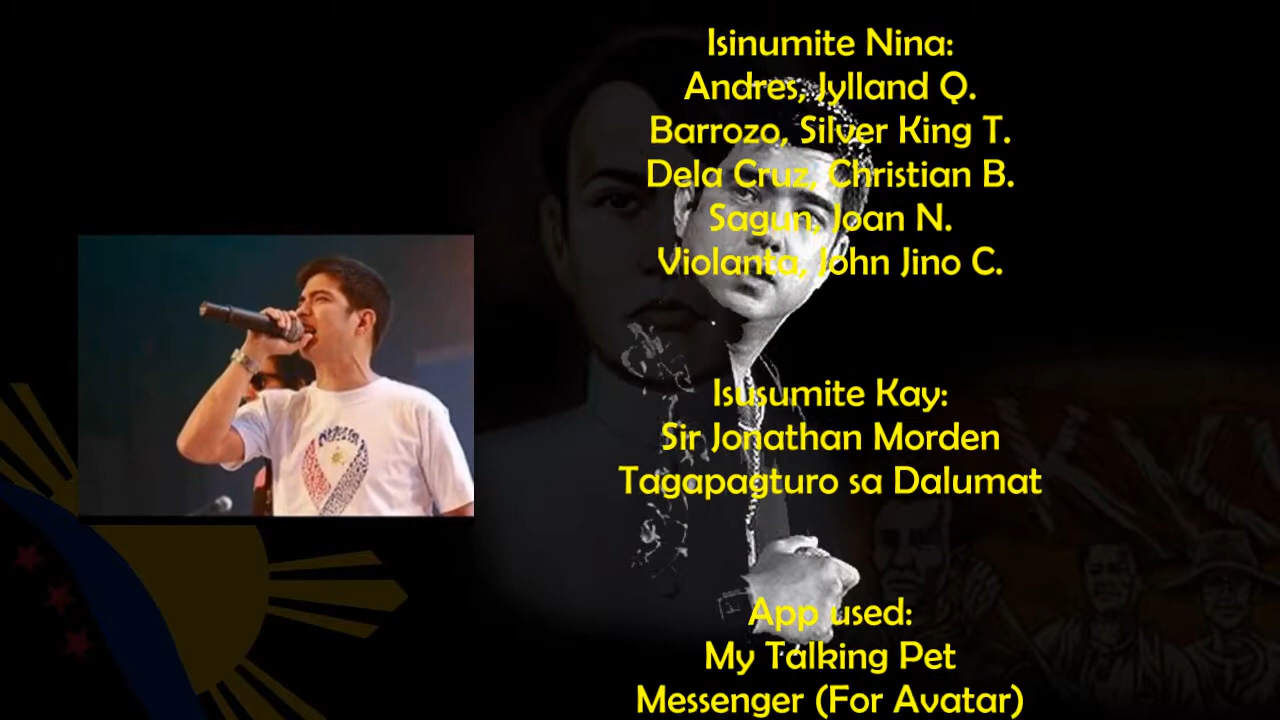 Isinumite Nina:
Andres, Jylland Q.
Barrozo, Silver King T.
Dela Cruz, Christian B.
Sagun, Joan N.
Violanta, John Jino C.
Isusumite Kay:
Sir Jonathan Morden
Tagapagturo sa Dalumat
App used:
My Talking Pet
Messenger (For Avatar)